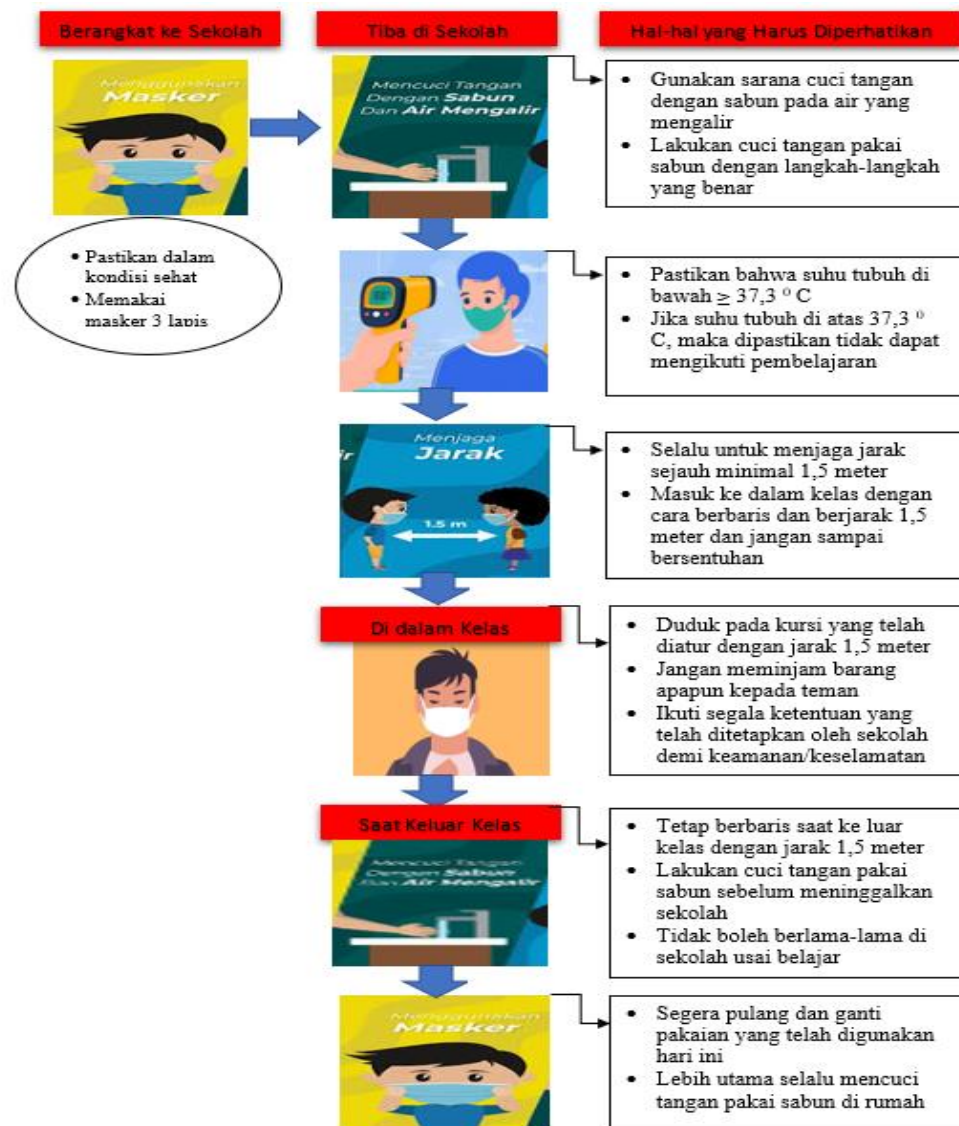 Berangkat ke Sekolah
Menggunakan
Masker
Pastikan dalam
kondisi sehat
Memakai
masker 3 lapis
Tiba di Sekolah
Mencuci Tangan
Dengan Sabun
Dan Air Mengalir
Hal-hal yang Harus Diperhatikan
• Gunakan sarana cuci tangan
dengan sabun pada air yang
mengalir
• Lakukan cuci tangan pakai
sabun dengan langkah-langkah
yang benar
• Pastikan bahwa suhu tubuh di
bawah ≥ 37,3 ⁰ C
• Jika suhu tubuh di atas 37,3 ⁰
C, maka dipastikan tidak dapat
mengikuti pembelajaran
Menjaga
Jarak
ir
1.5 m
• Selalu untuk menjaga jarak
sejauh minimal 1,5 meter
• Masuk ke dalam kelas dengan
cara berbaris dan berjarak 1,5
meter dan jangan sampai
bersentuhan
Di dalam Kelas
• Duduk pada kursi yang telah
diatur dengan jarak 1,5 meter
• Jangan meminjam barang
apapun kepada teman
• Ikuti segala ketentuan yang
telah ditetapkan oleh sekolah
demi keamanan/keselamatan
Saat Keluar Kelas
Mencuci Tangan
Dengan Sabun
Dan Air Mengalir
• Tetap berbaris saat ke luar
kelas dengan jarak 1,5 meter
• Lakukan cuci tangan pakai
sabun sebelum meninggalkan
sekolah
• Tidak boleh berlama-lama di
sekolah usai belajar
Menggunakan
Masker
• Segera pulang dan ganti
pakaian yang telah digunakan
hari ini
• Lebih utama selalu mencuci
tangan pakai sabun di rumah